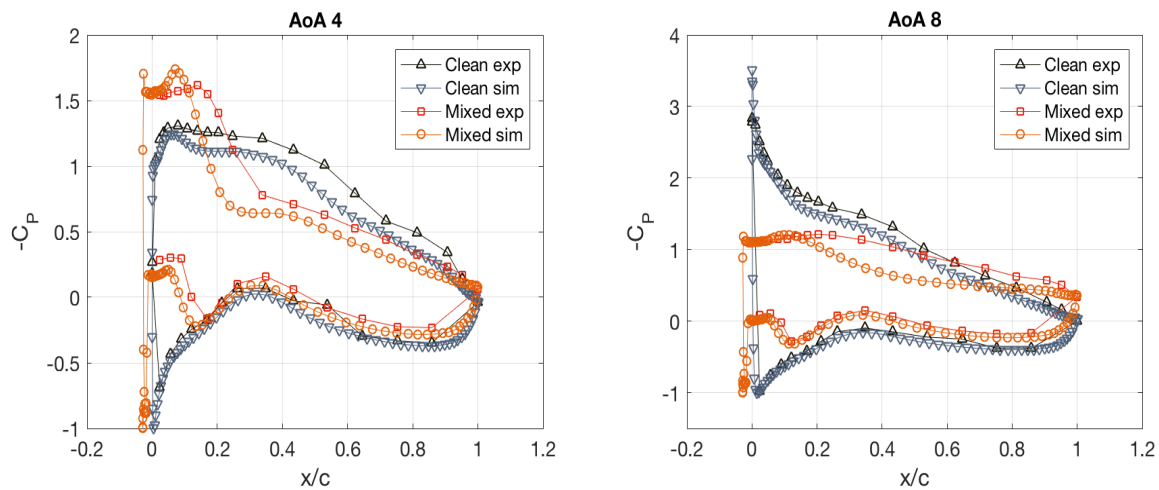 AoA 4
2
1.5
1
0.5
0
-0.5
-1
-0.2
0
0.2
0.4
0.6
0.8
1
1.2
x/c
-C_P
Clean exp
Clean sim
Mixed exp
Mixed sim
AoA 8
4
3
2
1
0
-1
-0.2
0
0.2
0.4
0.6
0.8
1
1.2
x/c
-C_P
Clean exp
Clean sim
Mixed exp
Mixed sim